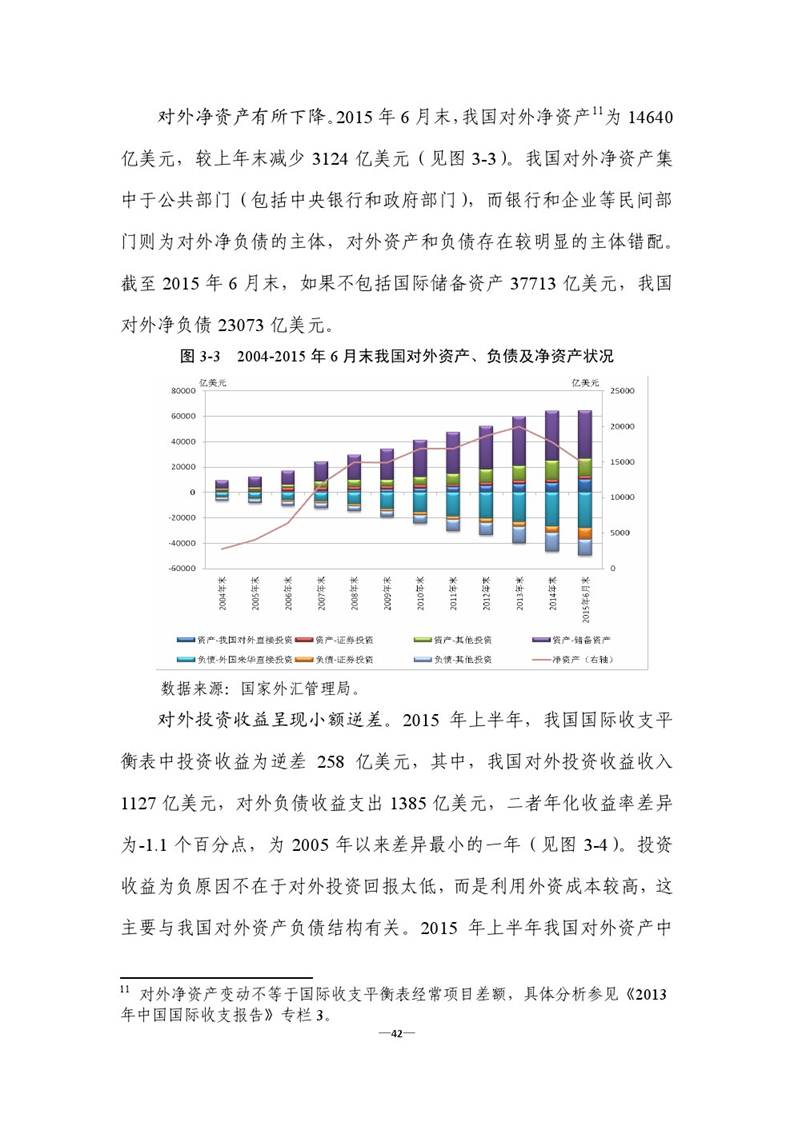 对外净资产有所下降。2015 年 6 月末，我国对外净资产11为 14640
亿美元，较上年末减少 3124 亿美元（见图 3-3）。我国对外净资产集
中于公共部门（包括中央银行和政府部门），而银行和企业等民间部
门则为对外净负债的主体，对外资产和负债存在较明显的主体错配。
截至 2015 年 6 月末，如果不包括国际储备资产 37713 亿美元，我国
对外净负债 23073 亿美元。
图 3-3 2004-2015 年 6 月末我国对外资产、负债及净资产状况
亿美元 亿美元
80000 25000
60000 20000
40000
20000 15000
0 10000
-20000
-40000 5000
-60000 0
2004年末 2005年末 2006年末 2007年末 2008年末 2009年末 2010年末 2011年末 2012年末 2013年末 2014年末 2015年6月末
资产-我国对外直接投资 资产-证券投资 资产-其他投资 资产-储备资产
负债-外国来华直接投资 负债-证券投资 负债-其他投资 净资产（右轴）
数据来源：国家外汇管理局。
对外投资收益呈现小额逆差。2015 年上半年，我国国际收支平
衡表中投资收益为逆差 258 亿美元，其中，我国对外投资收益收入
1127 亿美元，对外负债收益支出 1385 亿美元，二者年化收益率差异
为-1.1 个百分点，为 2005 年以来差异最小的一年（见图 3-4）。投资
收益为负原因不在于对外投资回报太低，而是利用外资成本较高，这
主要与我国对外资产负债结构有关。2015 年上半年我国对外资产中
11 对外净资产变动不等于国际收支平衡表经常项目差额，具体分析参见《2013
年中国国际收支报告》专栏 3。
—42—